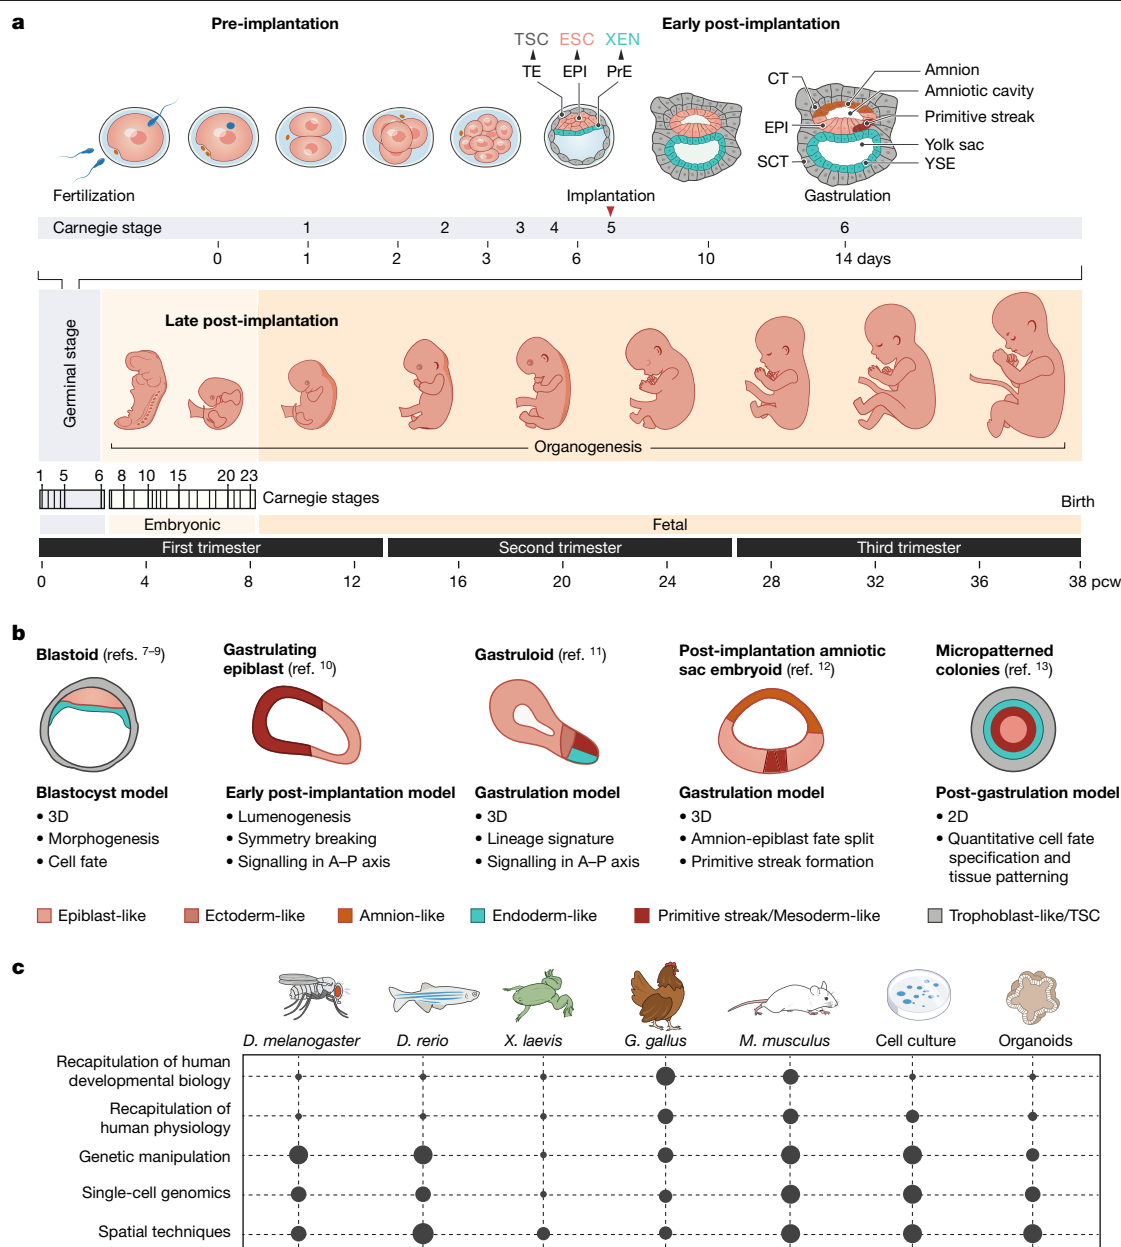 a
Pre-implantation
Early post-implantation
TSC ESC XEN
TE EPI PrE
CT
EPI
SCT
Amnion
Amniotic cavity
Primitive streak
Yolk sac
YSE
Fertilization
Implantation
Gastrulation
Carnegie stage 1 2 3 4 5 6
0 1 2 3 6 10 14 days
Germinal stage
Late post-implantation
Organogenesis
1 5 6 8 10 15 20 23
Carnegie stages
Birth
Embryonic
Fetal
First trimester
Second trimester
Third trimester
0 4 8 12 16 20 24 28 32 36 38 pcw
b
Blastoid (refs. 7–9)
Blastocyst model
• 3D
• Morphogenesis
• Cell fate
Gastrulating
epiblast (ref. 10)
Early post-implantation model
• Lumenogenesis
• Symmetry breaking
• Signalling in A–P axis
Gastruloid (ref. 11)
Gastrulation model
• 3D
• Lineage signature
• Signalling in A–P axis
Post-implantation amniotic
sac embryoid (ref. 12)
Gastrulation model
• 3D
• Amnion-epiblast fate split
• Primitive streak formation
Micropatterned
colonies (ref. 13)
Post-gastrulation model
• 2D
• Quantitative cell fate
specification and
tissue patterning
Epiblast-like
Ectoderm-like
Amnion-like
Endoderm-like
Primitive streak/Mesoderm-like
Trophoblast-like/TSC
c
D. melanogaster
D. rerio
X. laevis
G. gallus
M. musculus
Cell culture
Organoids
Recapitulation of human
developmental biology
Recapitulation of
human physiology
Genetic manipulation
Single-cell genomics
Spatial techniques